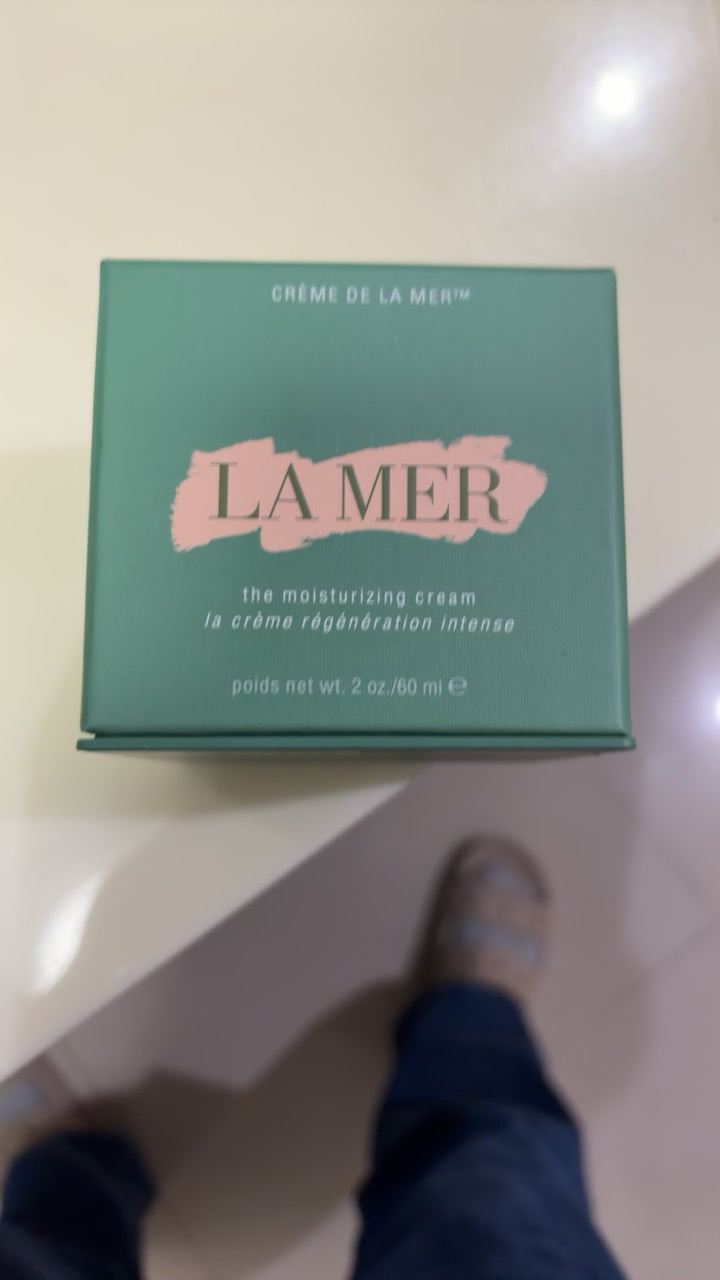 CRÈME DE LA MER™
LA MER
the moisturizing cream
la crème régénération intense
poids net wt. 2 oz./60 ml ℮